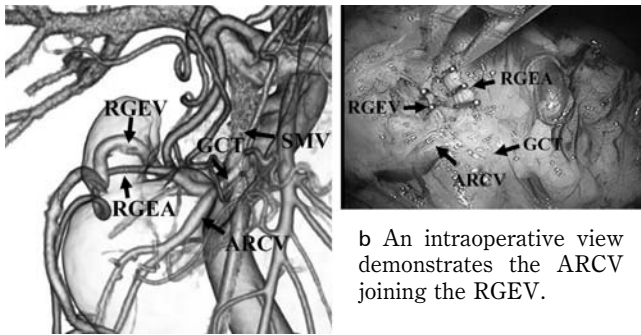 RGEV
GCT
SMV
RGEA
ARCV
RGEA
RGEV
GCT
ARCV
b An intraoperative view
demonstrates the ARCV
joining the RGEV.